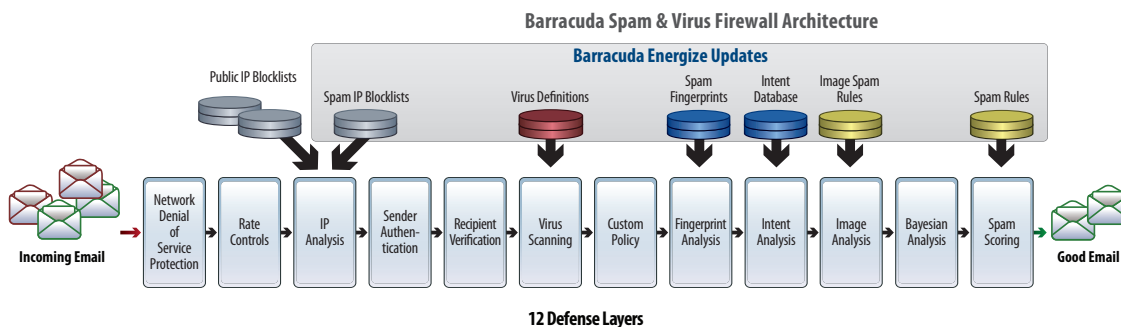 Barracuda Spam & Virus Firewall Architecture
Barracuda Energize Updates
Public IP Blocklists
Spam IP Blocklists
Virus Definitions
Spam
Fingerprints
Intent
Database
Image Spam
Rules
Spam Rules
Incoming Email
Network
Denial
of
Service
Protection
Rate
Controls
IP
Analysis
Sender
Authen-
tication
Recipient
Verification
Virus
Scanning
Custom
Policy
Fingerprint
Analysis
Intent
Analysis
Image
Analysis
Bayesian
Analysis
Spam
Scoring
Good Email
12 Defense Layers